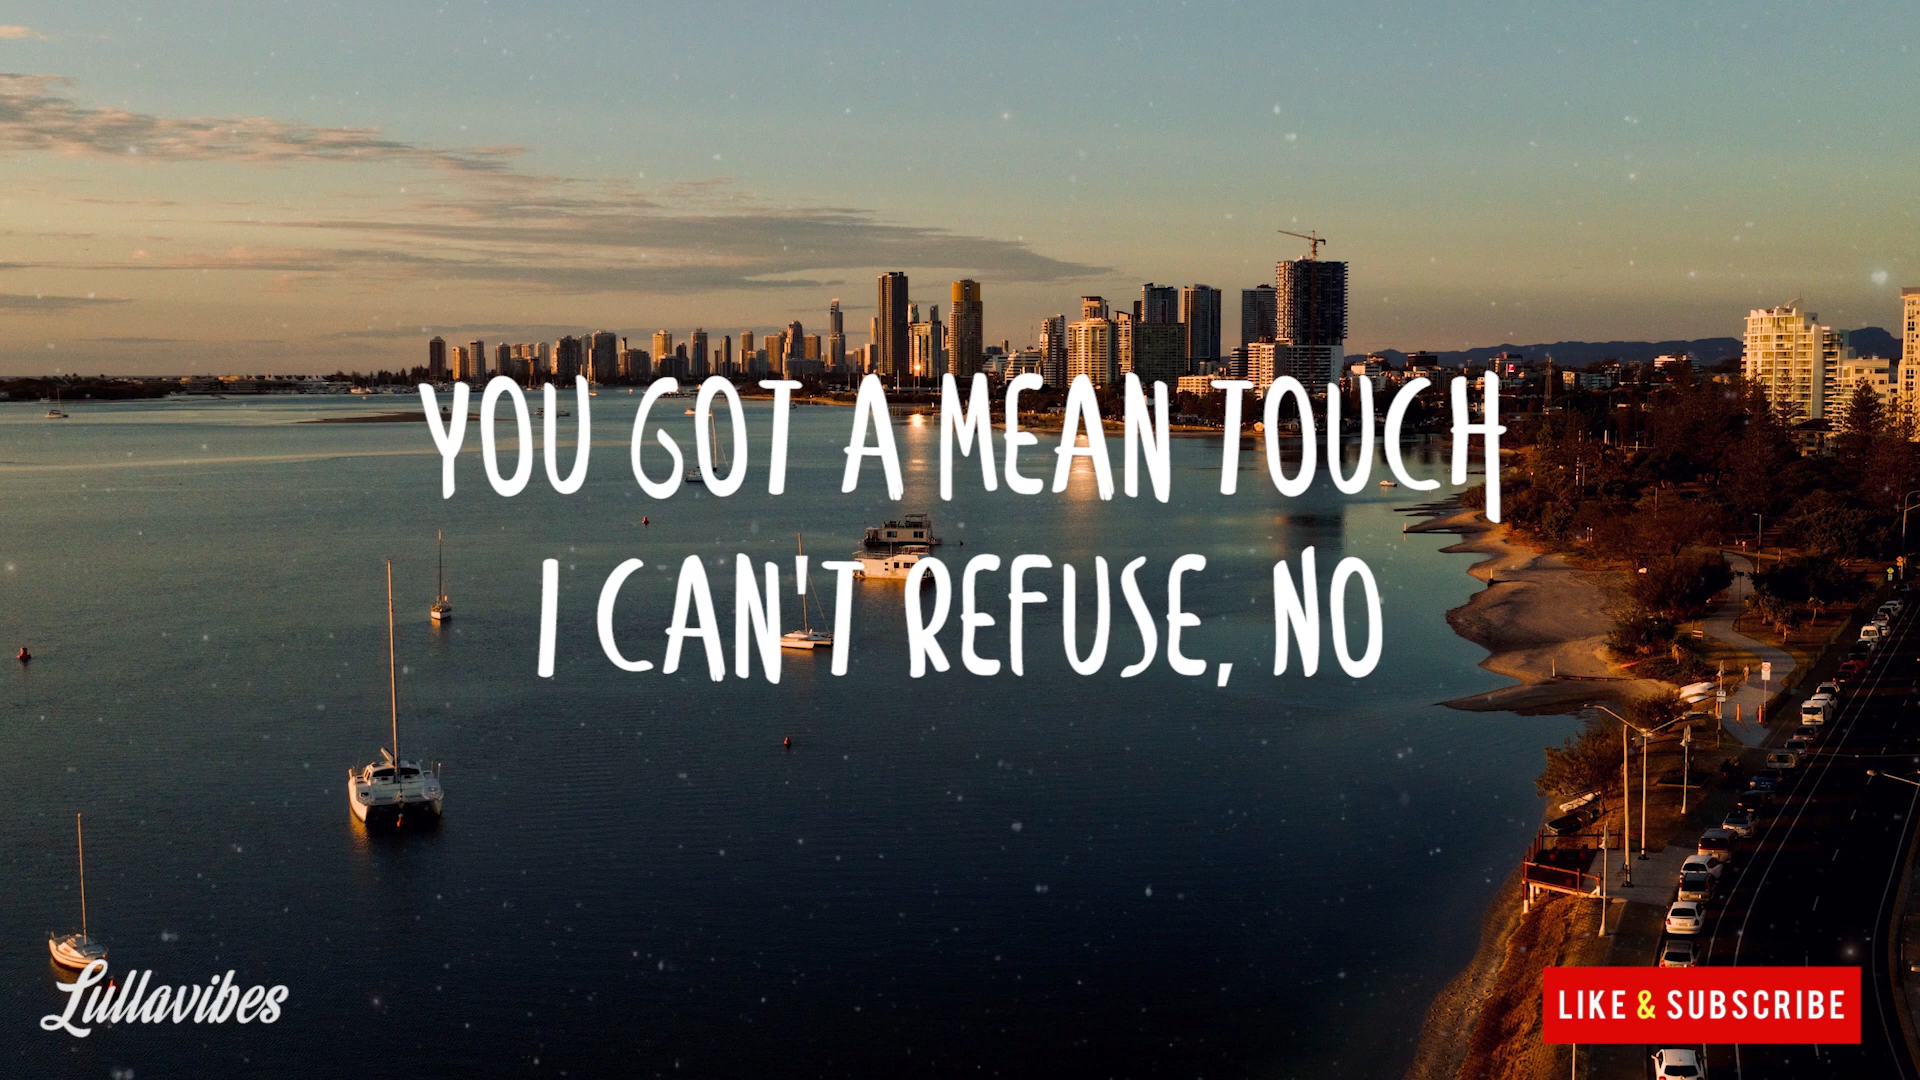 YOU GOT A MEAN TOUCH
I CAN'T REFUSE, NO
Lullavibes
LIKE & SUBSCRIBE